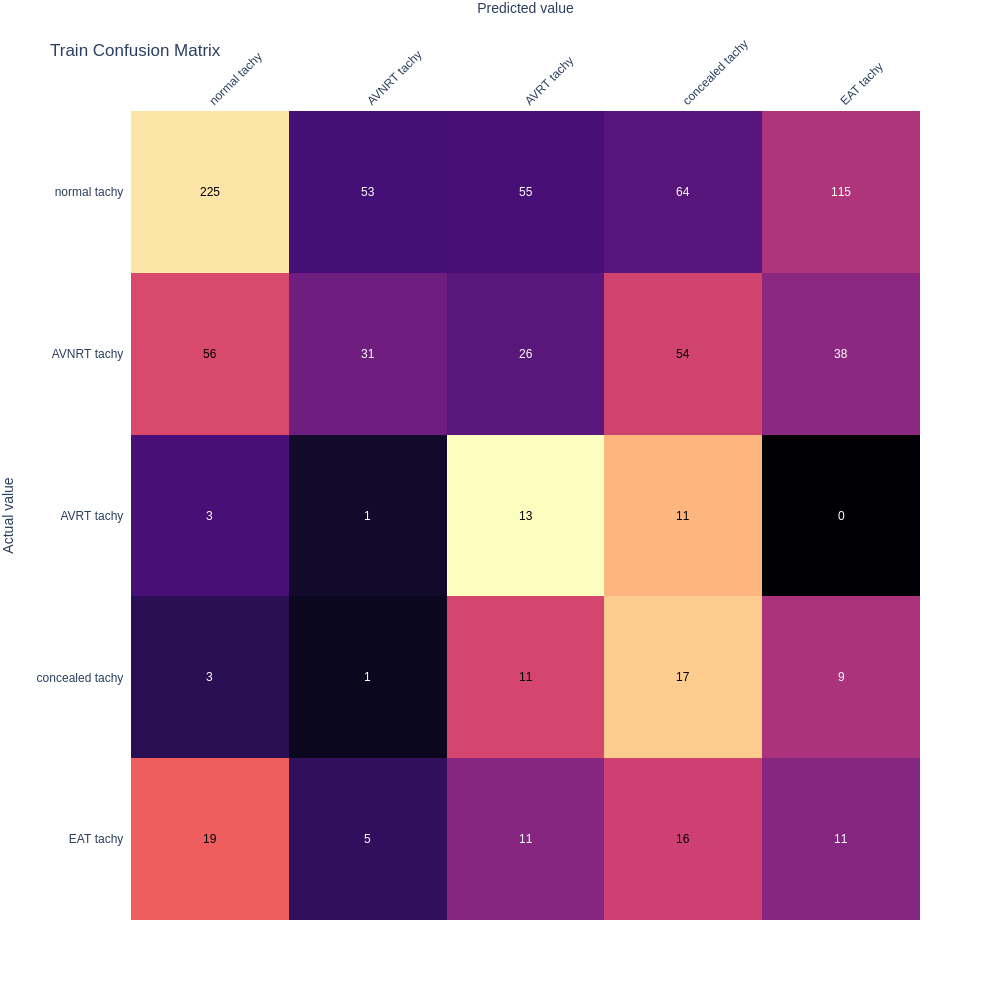 Predicted value
Train Confusion Matrix
normal tachy AVNRT tachy AVRT tachy concealed tachy EAT tachy
normal tachy 225 53 55 64 115
AVNRT tachy 56 31 26 54 38
AVRT tachy 3 1 13 11 0
Actual value
concealed tachy 3 1 11 17 9
EAT tachy 19 5 11 16 11